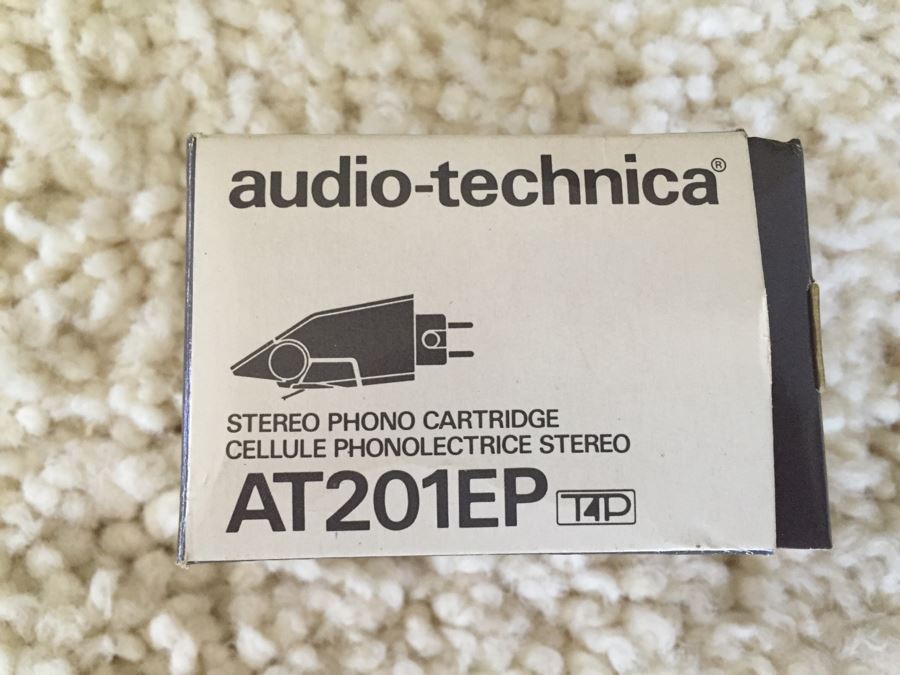 audio-technica®
STEREO PHONO CARTRIDGE
CELLULE PHONOLECTRICE STEREO
AT201EP T4P